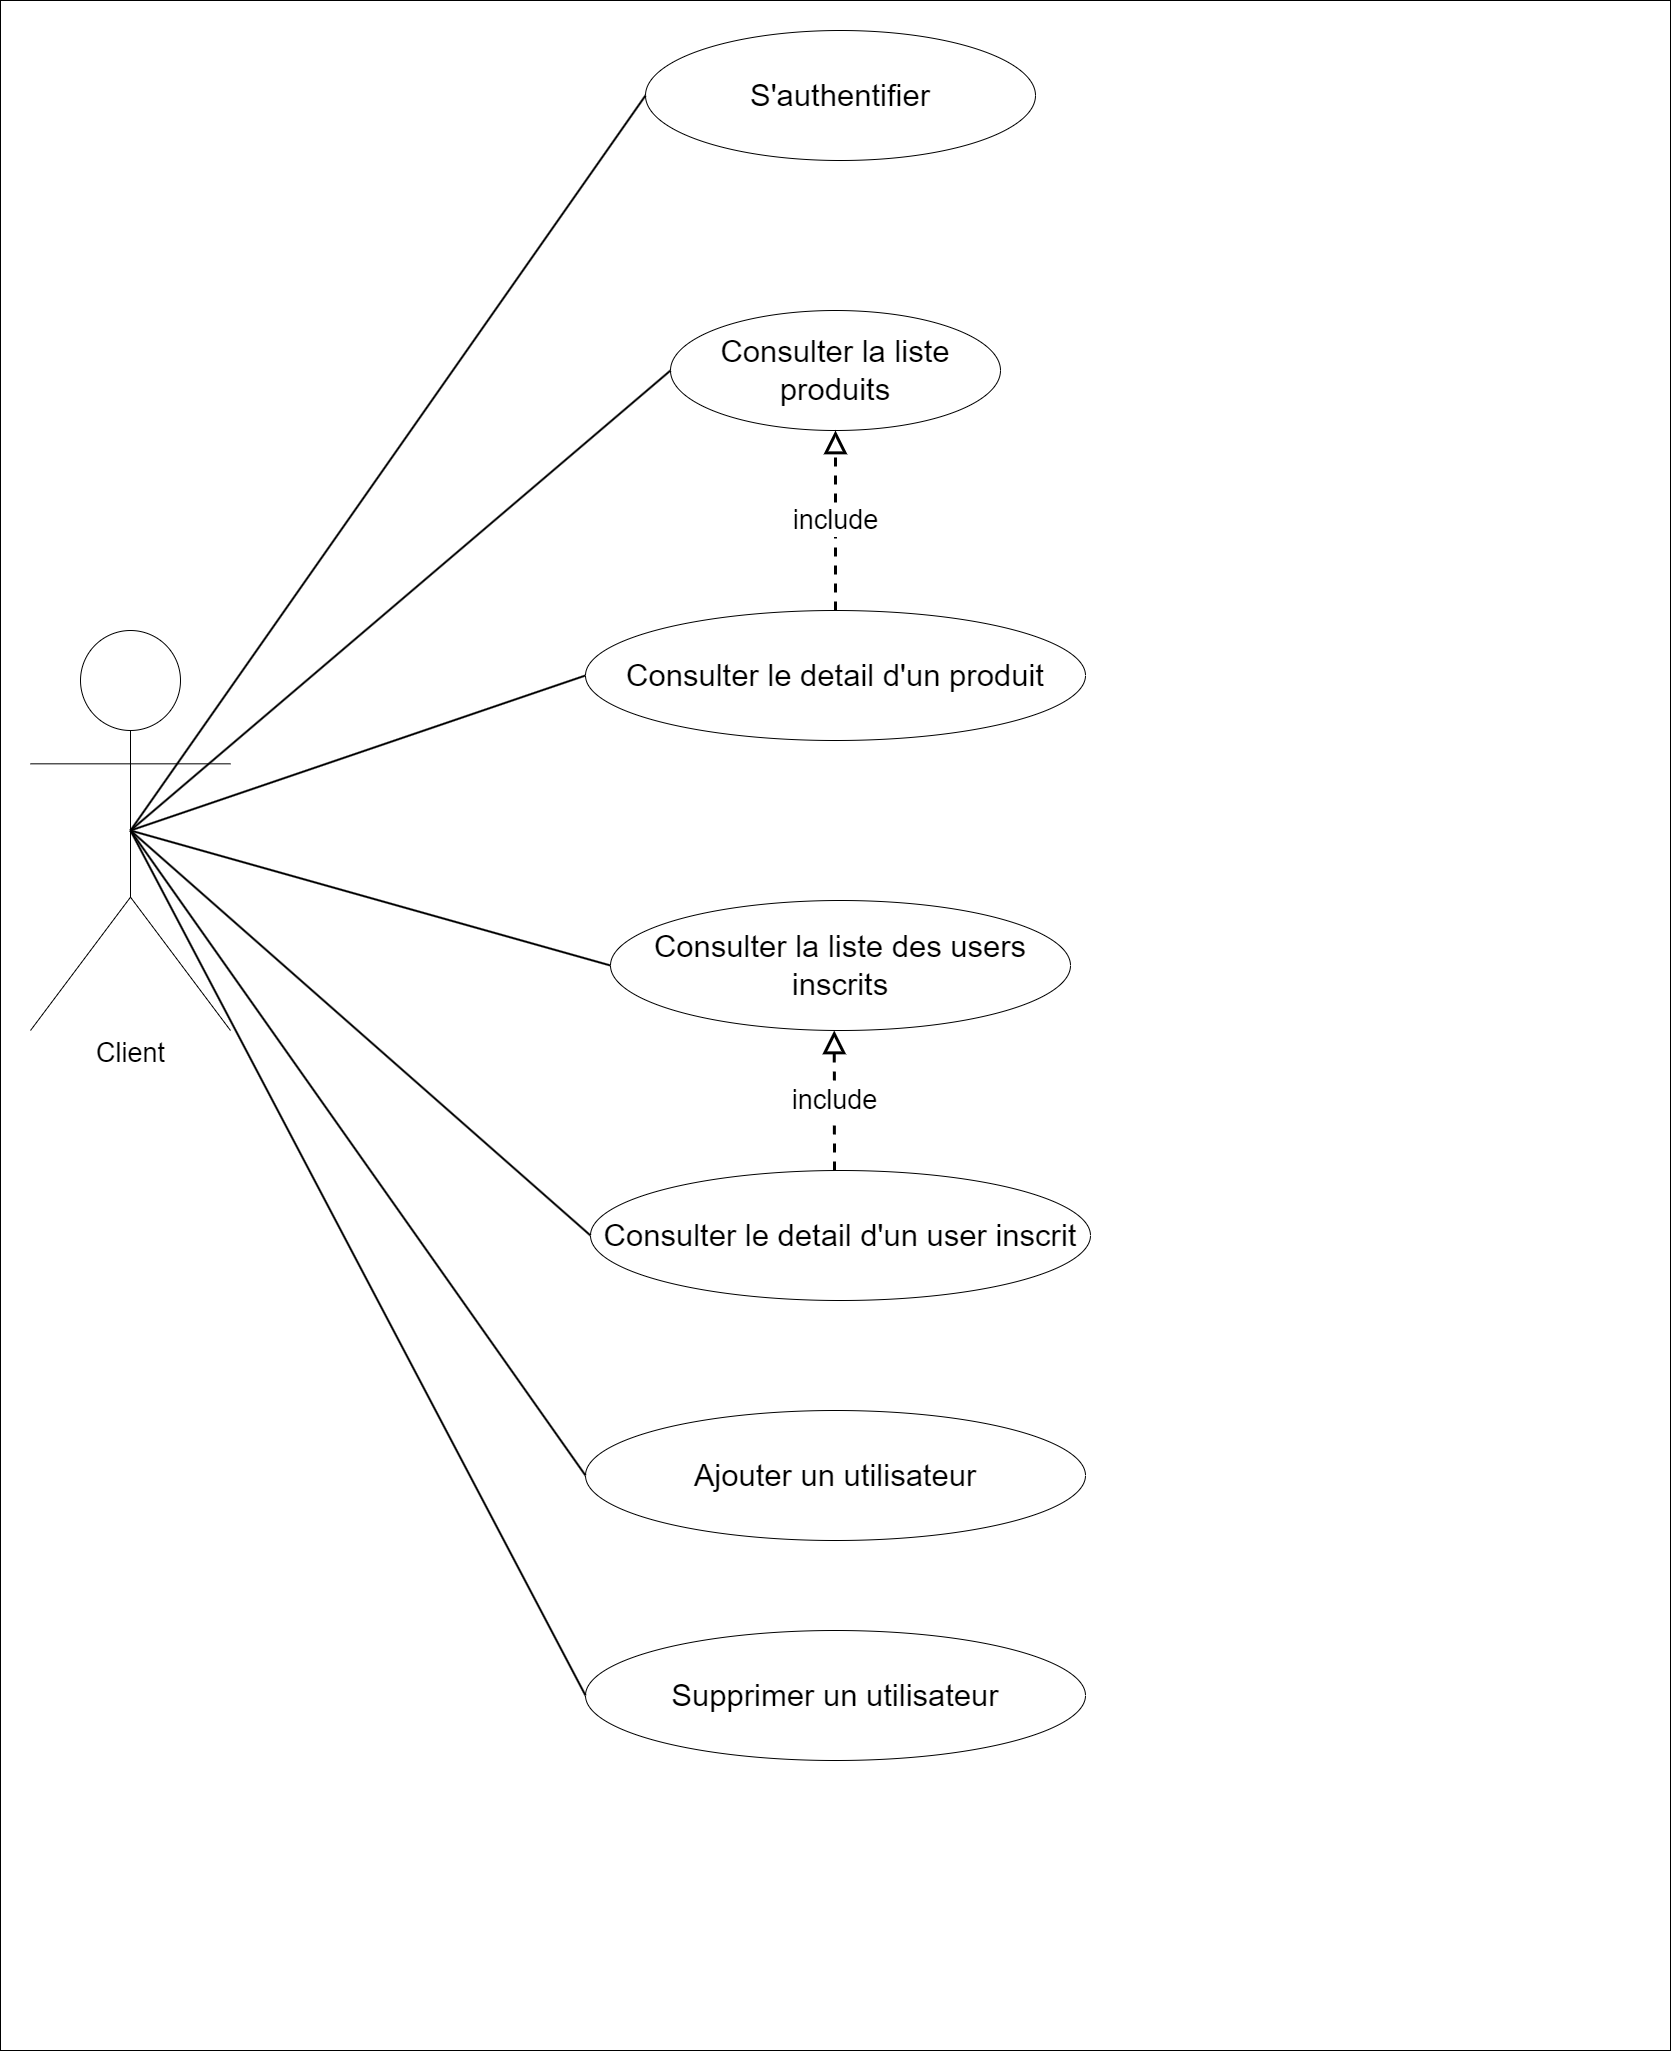 S'authentifier
Consulter la liste
produits
include
Consulter le detail d'un produit
Consulter la liste des users
inscrits
Client
include
Consulter le detail d'un user inscrit
Ajouter un utilisateur
Supprimer un utilisateur